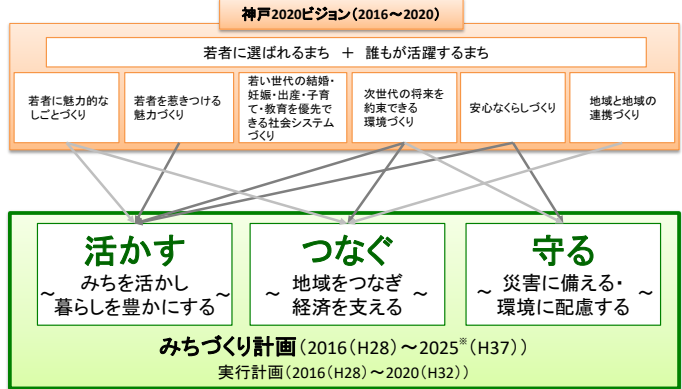 神戸2020ビジョン（2016～2020）
若者に選ばれるまち　＋　誰もが活躍するまち
若者に魅力的な
しごとづくり
若者を惹きつける
魅力づくり
若い世代の結婚・
妊娠・出産・子育
て・教育を優先で
きる社会システム
づくり
次世代の将来を
約束できる
環境づくり
安心なくらしづくり
地域と地域の
連携づくり
活かす
～ みちを活かし
暮らしを豊かにする ～
つなぐ
～ 地域をつなぎ
経済を支える ～
守る
～ 災害に備える・
環境に配慮する ～
みちづくり計画（2016（H28）～2025※（H37））
実行計画（2016（H28）～2020（H32））